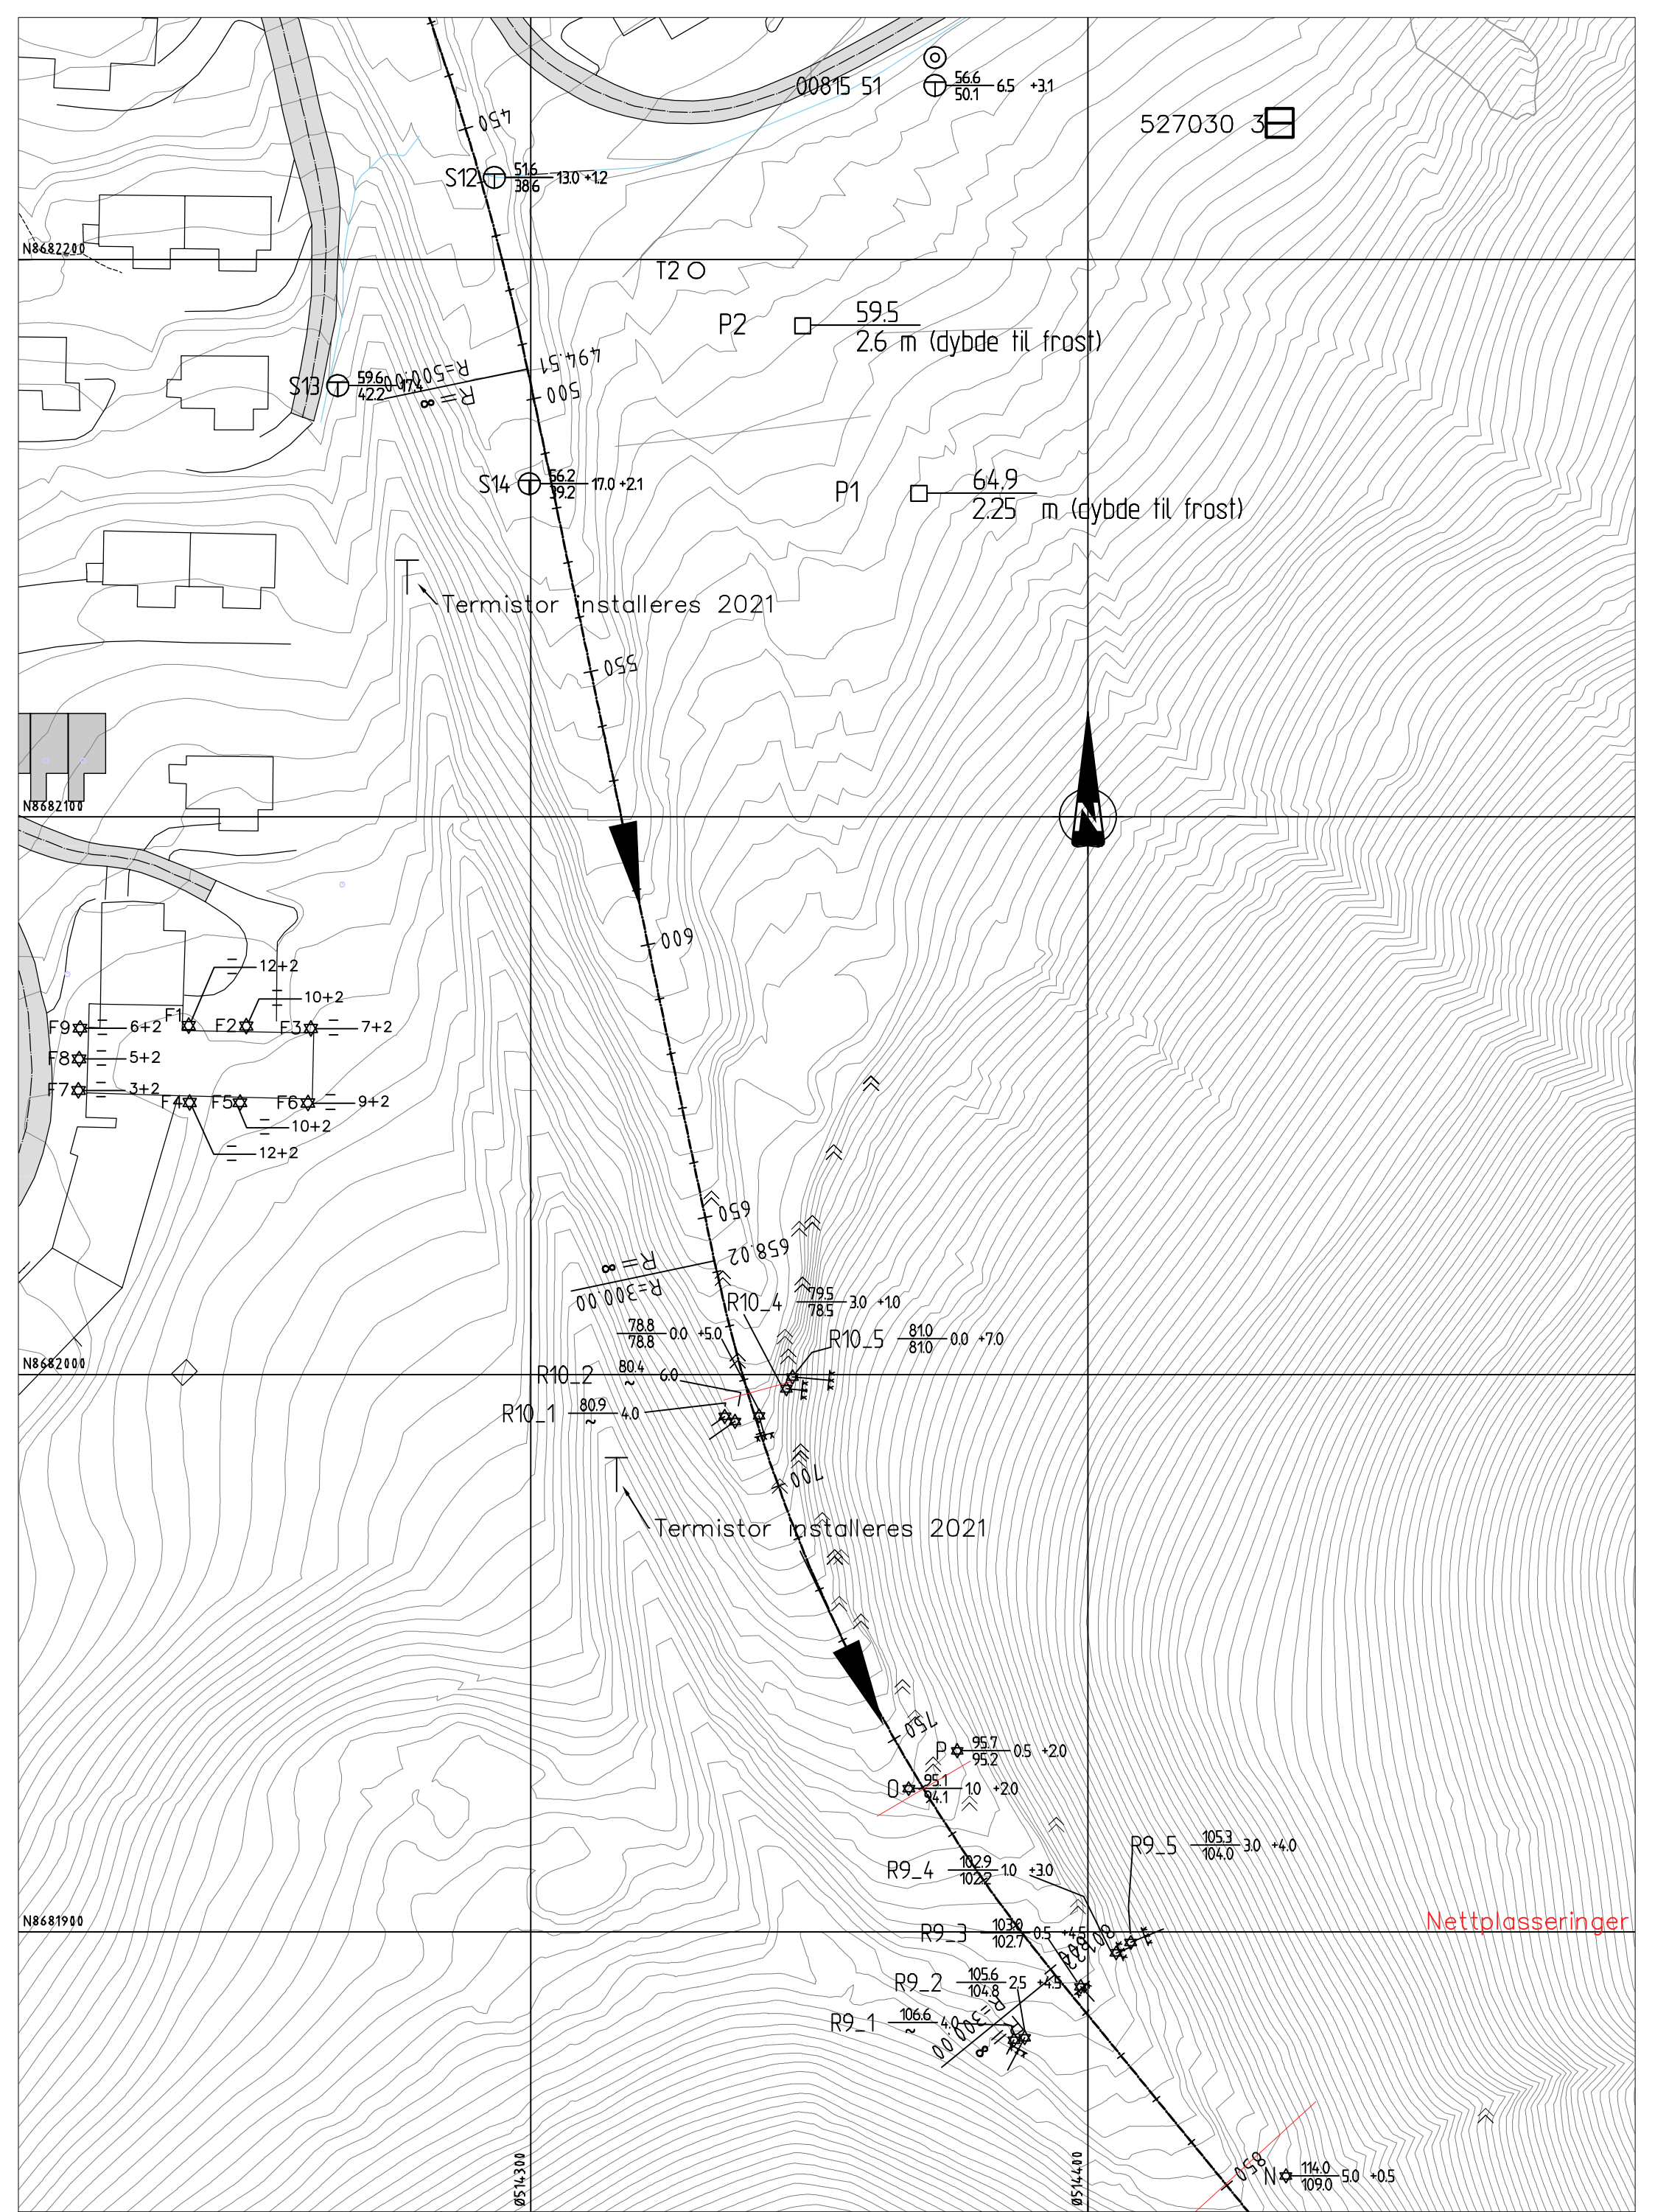 450
00815 51
56.6
50.1
6.5 +3.1
527030 3
S12
51.6
38.6
13.0 +1.2
N8682200
T2
P2
59.5
2.6 m (dybde til frost)
494.51
R=500.00
R=∞
S13
59.6
42.2
17.4
500
S14
56.2
39.2
17.0 +2.1
P1
64.9
2.25 m (dybde til frost)
Termistor installeres 2021
550
N8682100
N
600
12+2
10+2
F1
F9
6+2
F2
F3
7+2
F8
5+2
F7
3+2
F4
F5
F6
9+2
10+2
12+2
650
658.02
R=∞
R=300.00
R10_4
79.5
78.5
3.0 +1.0
78.8
78.8
0.0 +5.0
R10_5
81.0
81.0
0.0 +7.0
N8682000
R10_2
80.4
~
6.0
R10_1
80.9
~
4.0
700
Termistor installeres 2021
750
P
95.7
95.2
0.5 +2.0
O
95.1
94.1
1.0 +2.0
R9_5
105.3
104.0
3.0 +4.0
R9_4
102.9
102.2
1.0 +3.0
N8681900
Nettplasseringer
R9_3
103.0
102.7
0.5 +4.5
R9_2
105.6
104.8
2.5 +4.5
R9_1
106.6
~
4.0
R=300.00
R=∞
850
N
114.0
109.0
5.0 +0.5
Ø514300
Ø514400